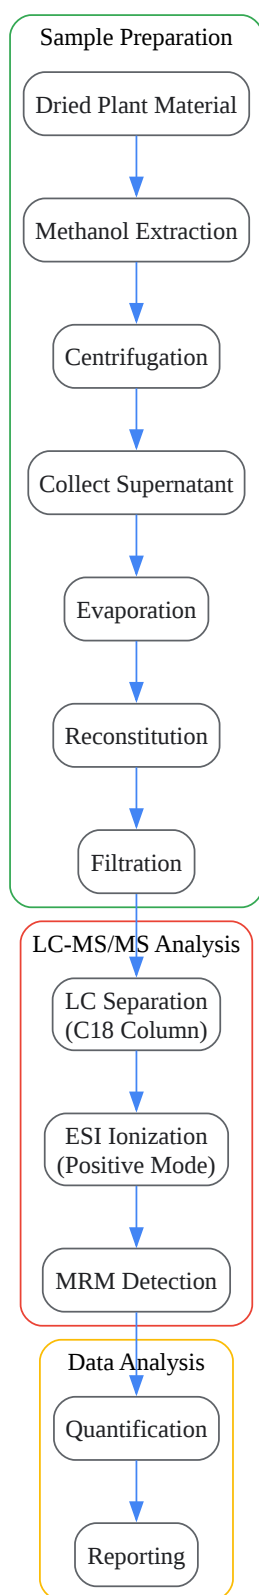 Sample Preparation
Dried Plant Material
Methanol Extraction
Centrifugation
Collect Supernatant
Evaporation
Reconstitution
Filtration
LC-MS/MS Analysis
LC Separation
(C18 Column)
ESI Ionization
(Positive Mode)
MRM Detection
Data Analysis
Quantification
Reporting